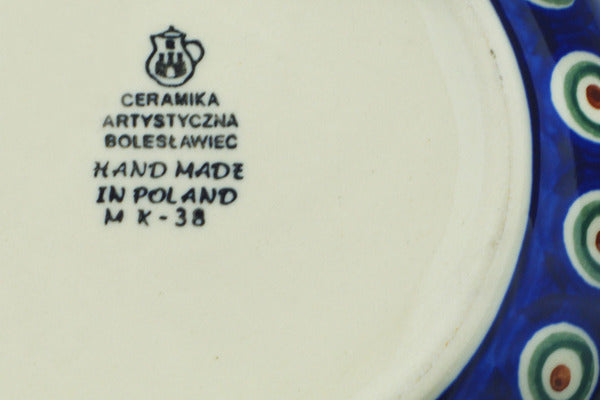 CERAMIKA
ARTYSTYCZNA
BOLESŁAWIEC
HAND MADE
IN POLAND
M K-38